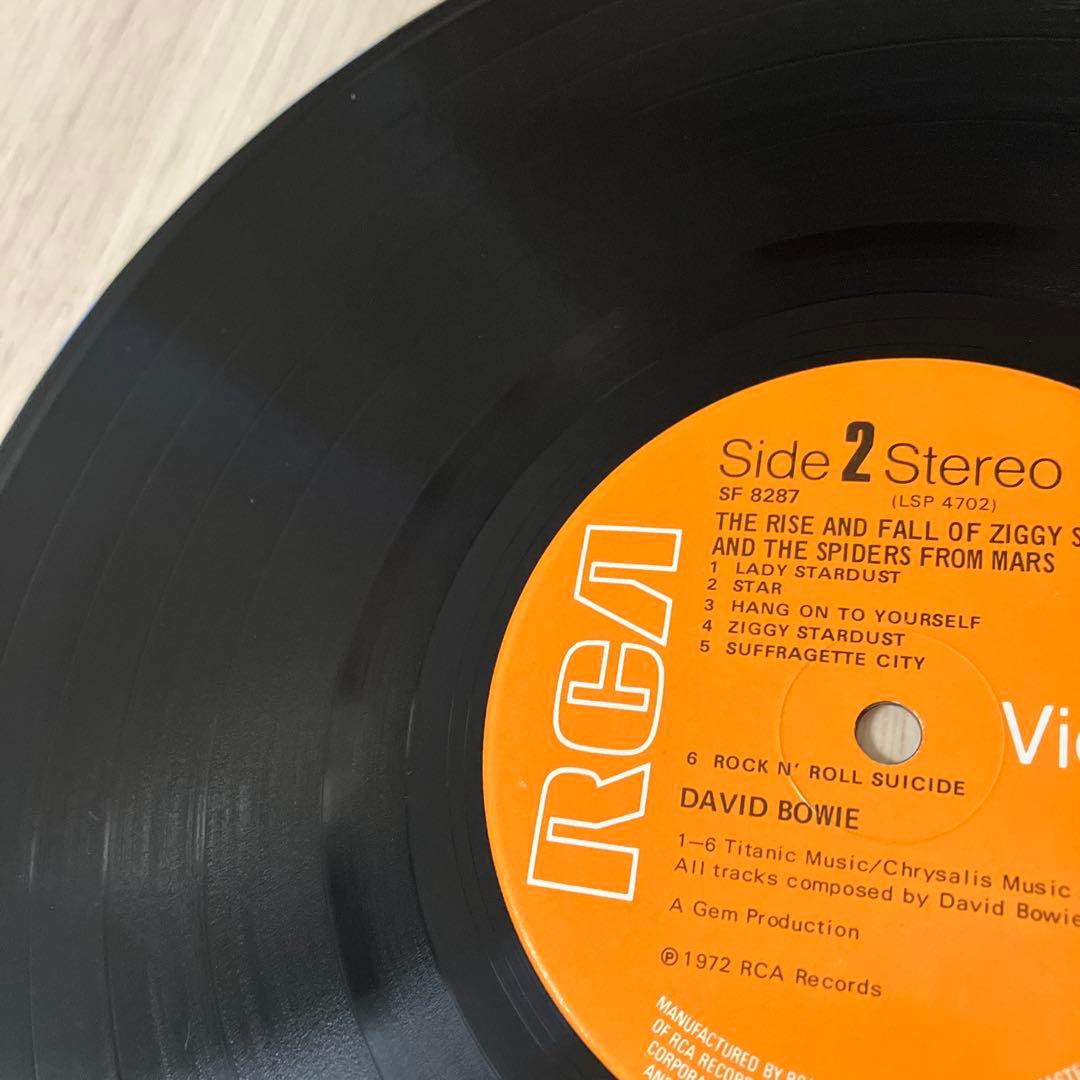 Side 2 Stereo
SF 8287 (LSP 4702)
THE RISE AND FALL OF ZIGGY S
AND THE SPIDERS FROM MARS
1 LADY STARDUST
2 STAR
3 HANG ON TO YOURSELF
4 ZIGGY STARDUST
5 SUFFRAGETTE CITY
RCA
Vi
6 ROCK N' ROLL SUICIDE
DAVID BOWIE
1—6 Titanic Music/Chrysalis Music
All tracks composed by David Bowie
A Gem Production
Ⓟ1972 RCA Records
MANUFACTURED BY
OF RCA RECOR
CORPORA
AN